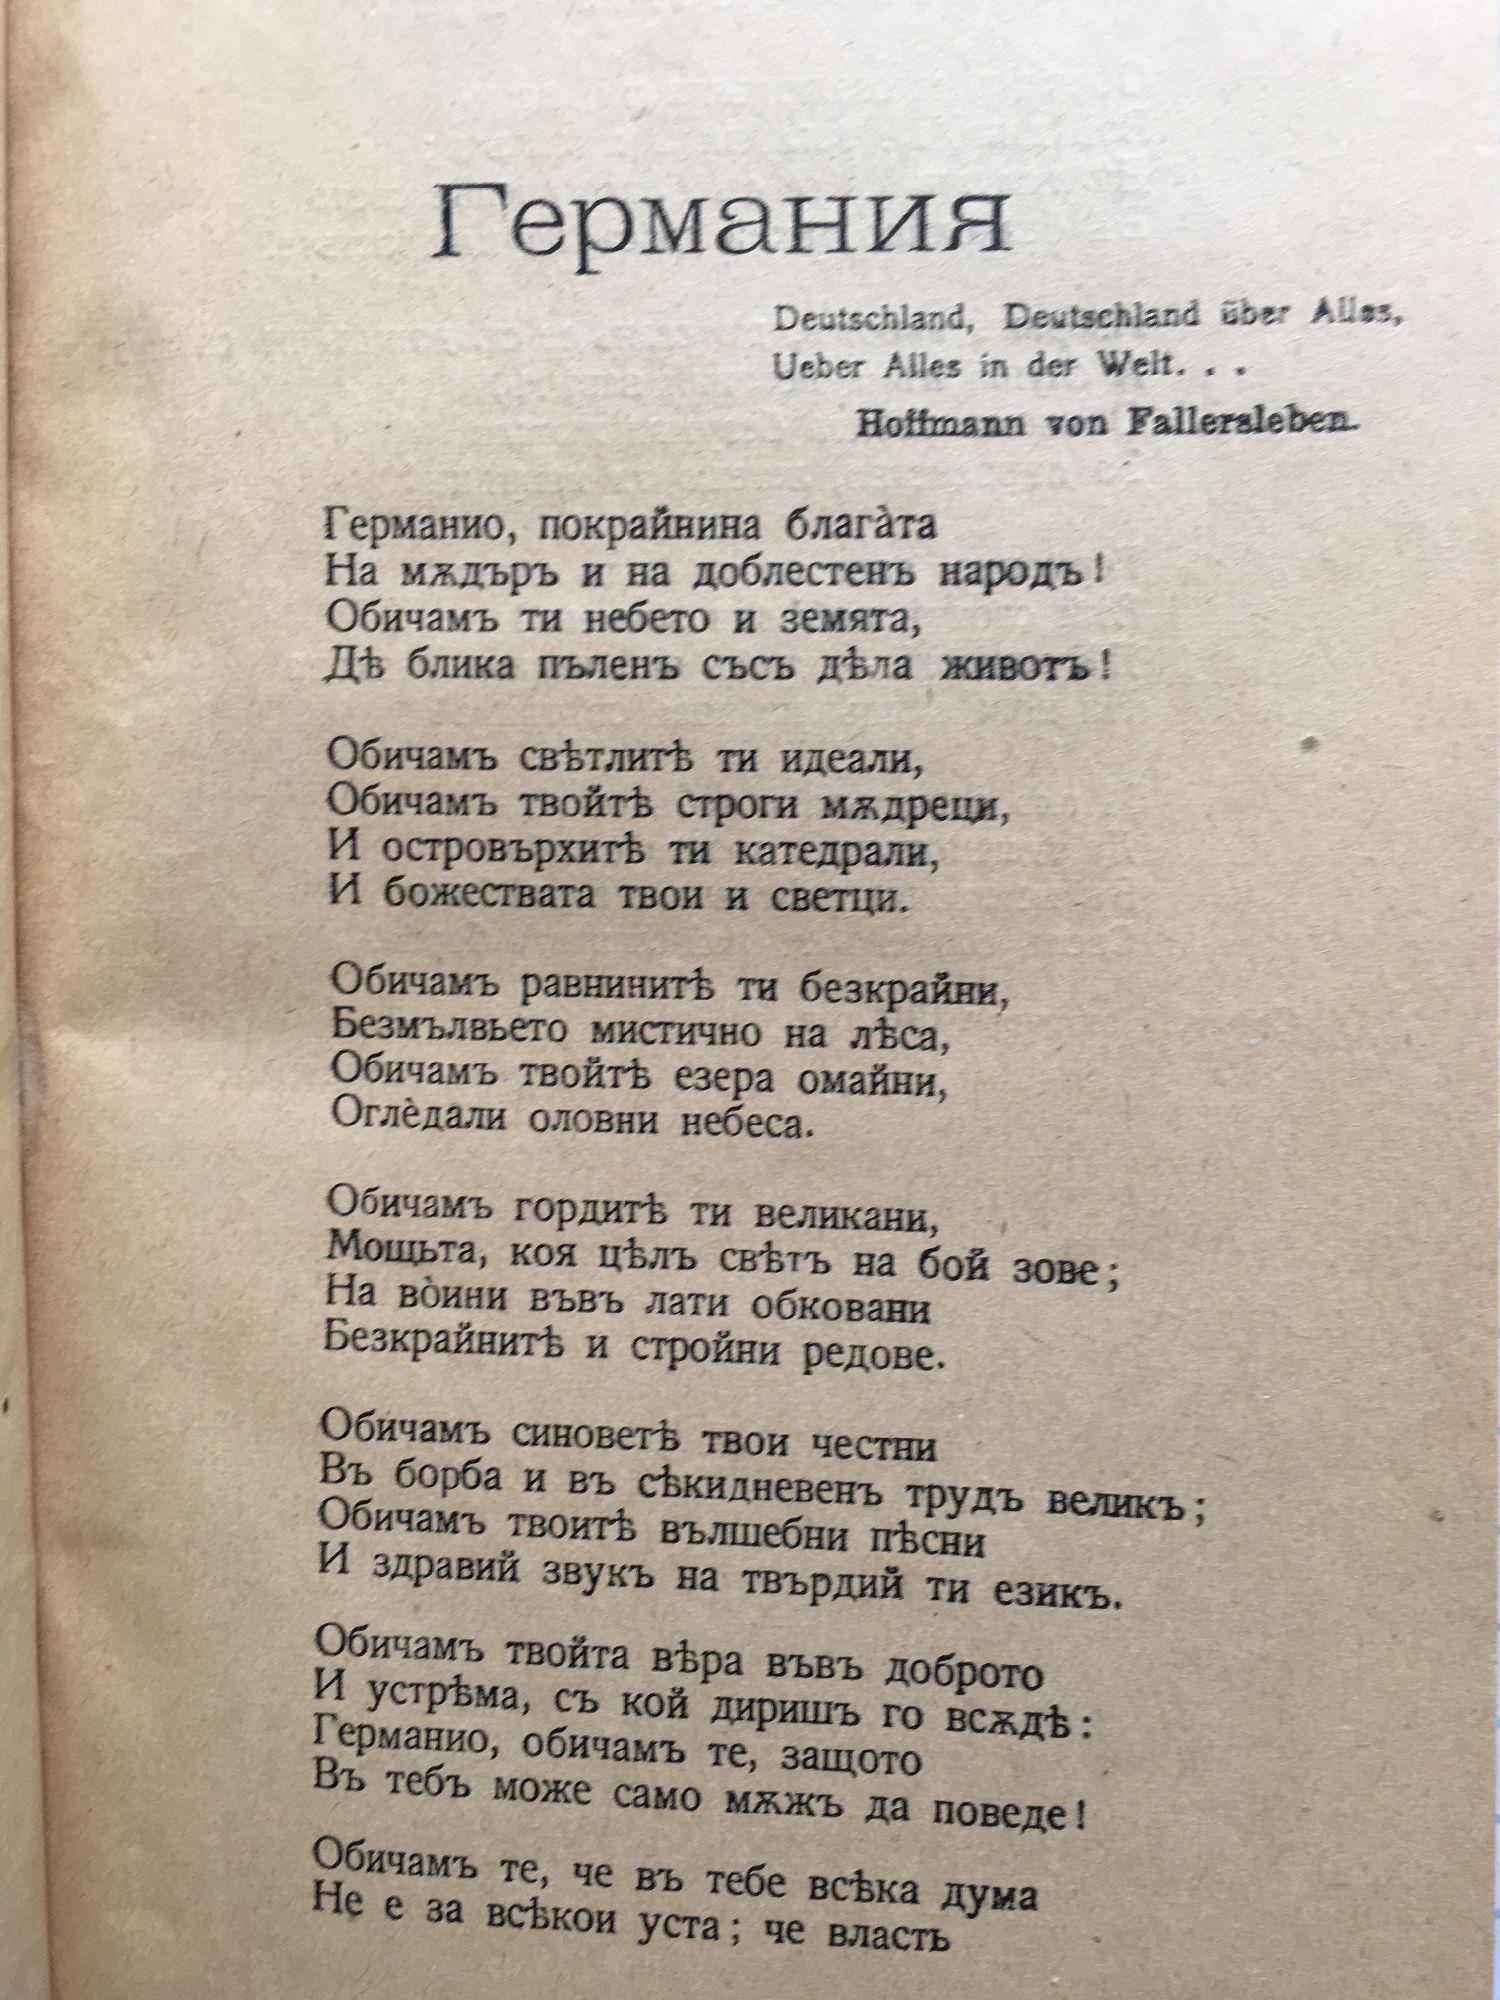 Германия
Deutschland, Deutschland über Alles,
Ueber Alles in der Welt. . .
Hoffmann von Fallersleben.
Германио, покрайнина благàта
На мѫдъръ и на доблестенъ народъ!
Обичамъ ти небето и земята,
Дѣ блика пъленъ съсъ дѣла животъ!
Обичамъ свѣтлитѣ ти идеали,
Обичамъ твойтѣ строги мѫдреци,
И островърхитѣ ти катедрали,
И божествата твои и светци.
Обичамъ равнинитѣ ти безкрайни,
Безмълвьето мистично на лѣса,
Обичамъ твойтѣ езера омайни,
Оглѐдали оловни небеса.
Обичамъ гордитѣ ти великани,
Мощьта, коя цѣлъ свѣтъ на бой зове;
На во̀ини във​ъ лати обковани
Безкрайнитѣ и стройни редове.
Обичамъ синоветѣ твои честни
Въ борба и въ сѣкидневенъ трудъ великъ;
Обичамъ твоитѣ вълшебни пѣсни
И здравий звукъ на твърдий ти езикъ.
Обичамъ твойта вѣра във​ъ доброто
И устрѣма, съ кой диришъ го всѫдѣ:
Германио, обичамъ те, защото
Въ тебъ може само мѫжъ да поведе!
Обичамъ те, че въ тебе всѣка дума
Не е за всѣкои уста; че власть